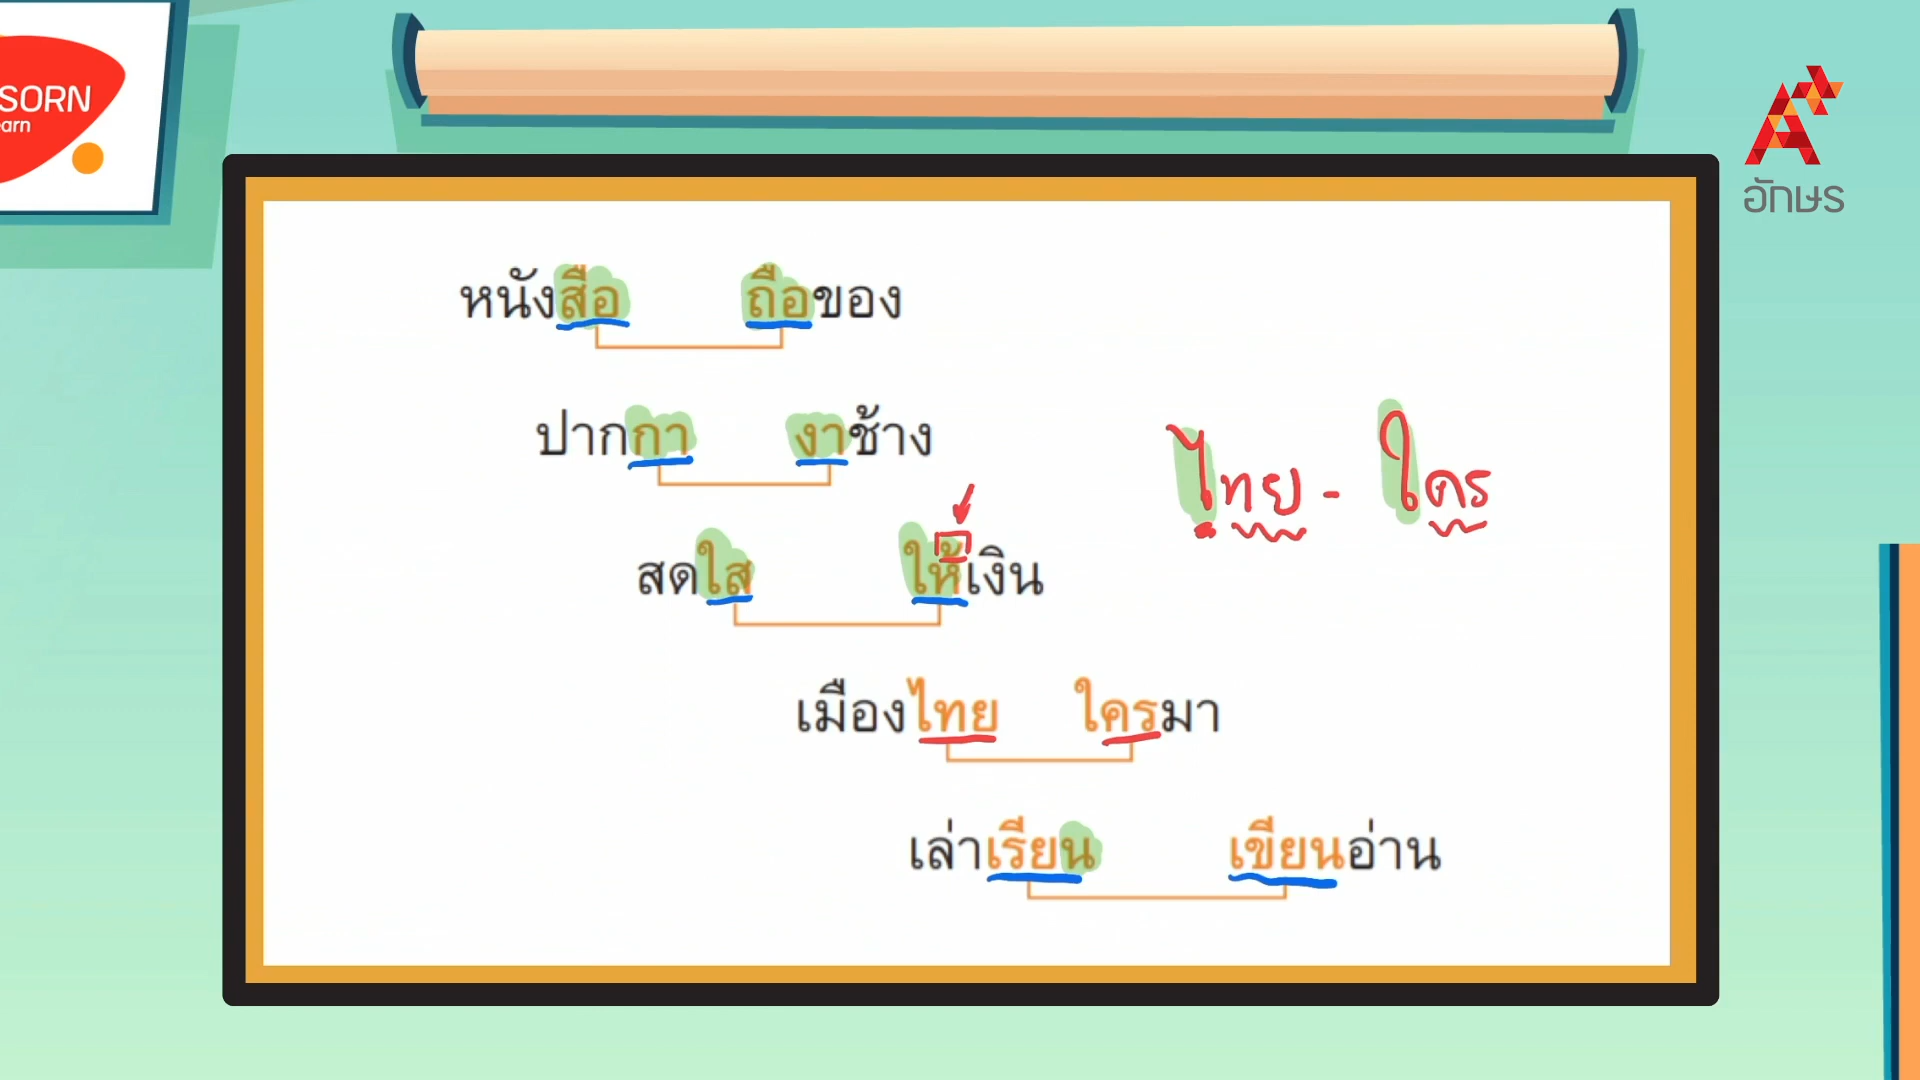 SORN
earn
อักษร
หนังสือ ถือของ
ปากกา งาช้าง
ไทย - ใคร
สดใส ให้เงิน
เมืองไทย ใครมา
เล่าเรียน เขียนอ่าน